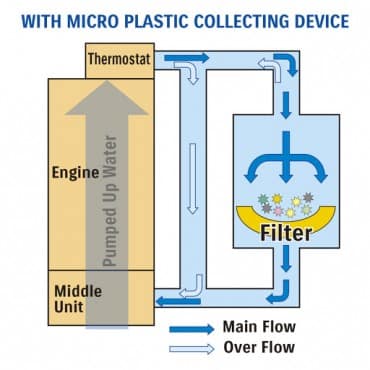 WITH MICRO PLASTIC COLLECTING DEVICE
Thermostat
Engine
Pumped Up Water
Filter
Middle
Unit
Main Flow
Over Flow